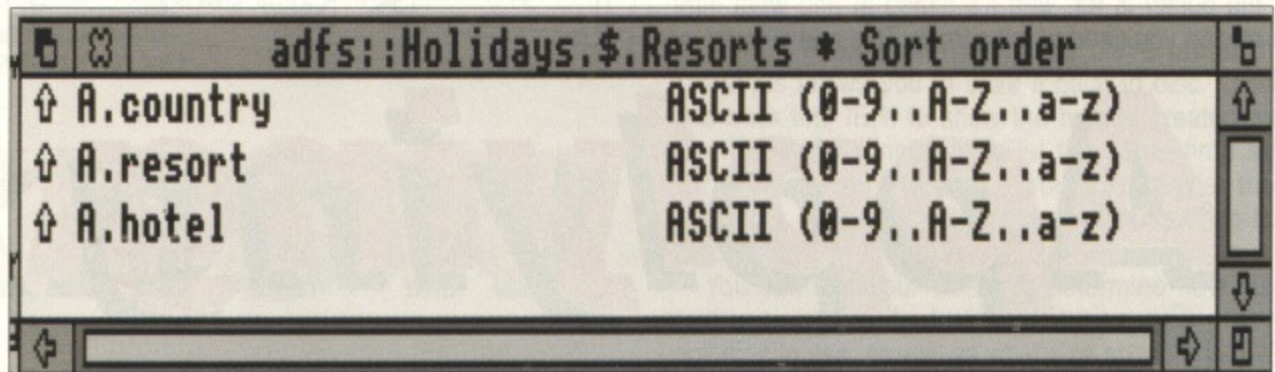 adfs::Holidays.$.Resorts * Sort order
A.country ASCII (0-9..A-Z..a-z)
A.resort ASCII (0-9..A-Z..a-z)
A.hotel ASCII (0-9..A-Z..a-z)